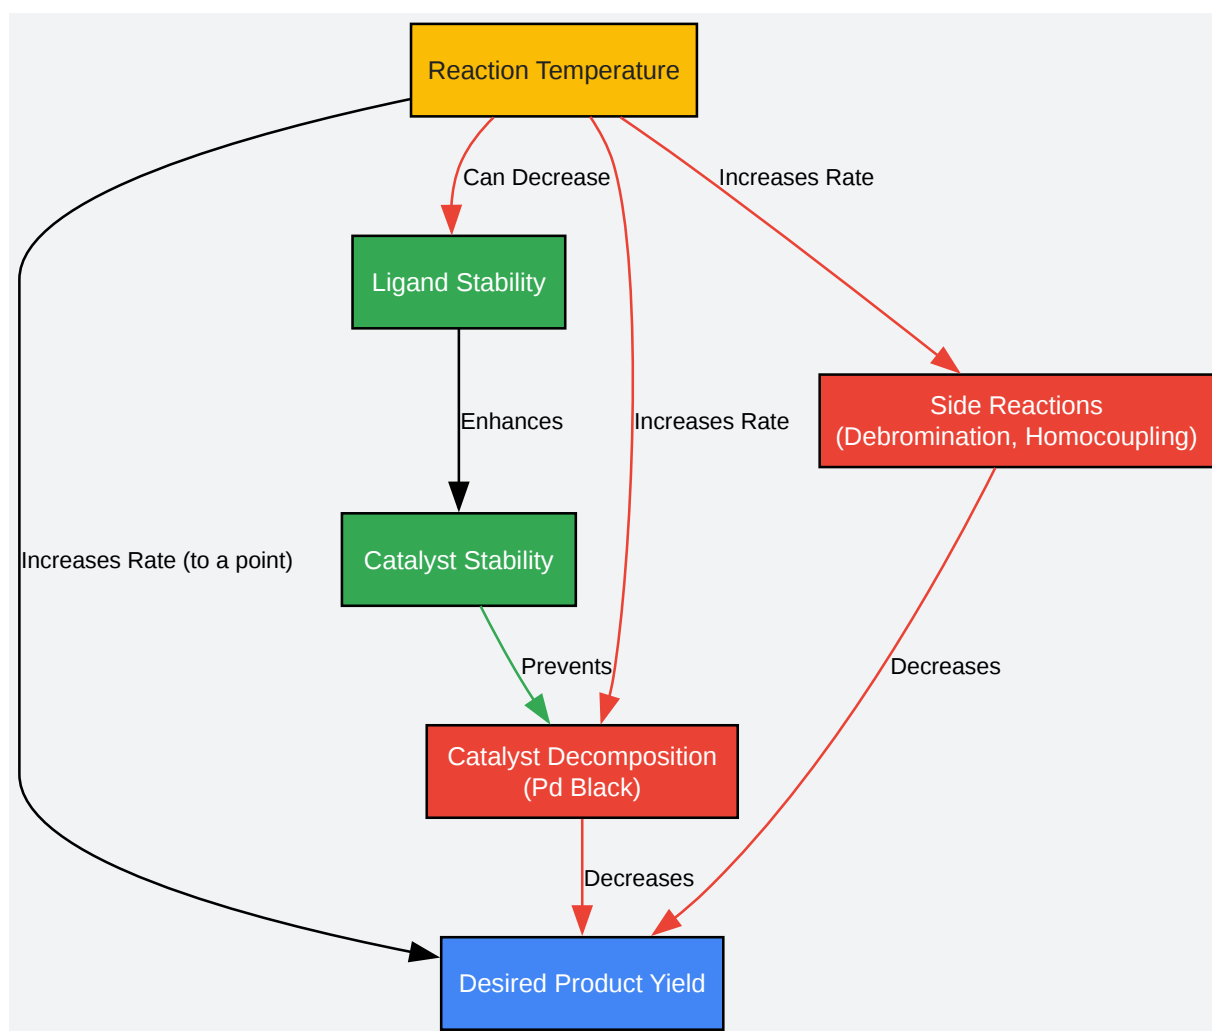 Reaction Temperature
Can Decrease
Increases Rate
Ligand Stability
Side Reactions
(Debromination, Homocoupling)
Enhances
Increases Rate
Increases Rate (to a point)
Catalyst Stability
Prevents
Decreases
Catalyst Decomposition
(Pd Black)
Decreases
Desired Product Yield